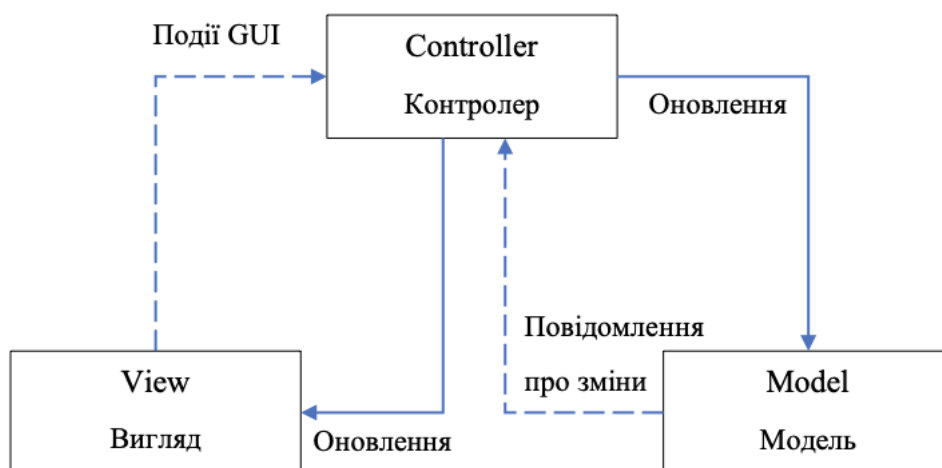 Події GUI
Controller
Контролер
Оновлення
Повідомлення
про зміни
View
Вигляд
Оновлення
Model
Модель